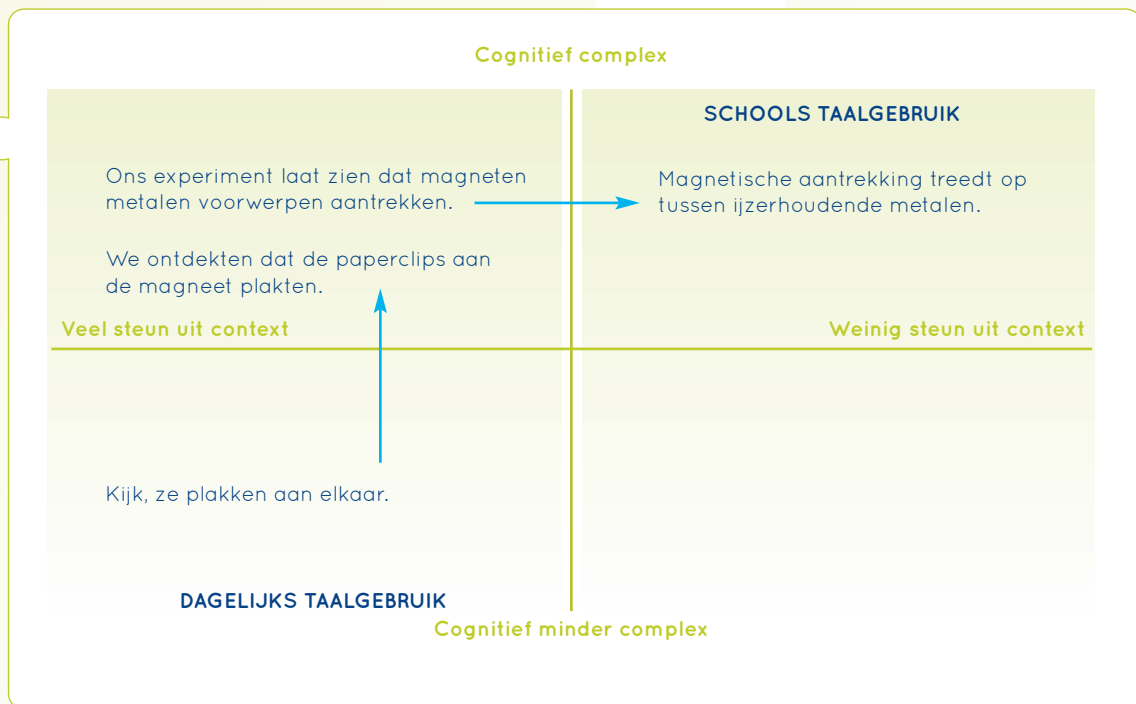 Cognitief complex
SCHOOLS TAALGEBRUIK
Ons experiment laat zien dat magneten
metalen voorwerpen aantrekken.
Magnetische aantrekking treedt op
tussen ijzerhoudende metalen.
We ontdekten dat de paperclips aan
de magneet plakten.
Veel steun uit context
Weinig steun uit context
Kijk, ze plakken aan elkaar.
DAGELIJKS TAALGEBRUIK
Cognitief minder complex